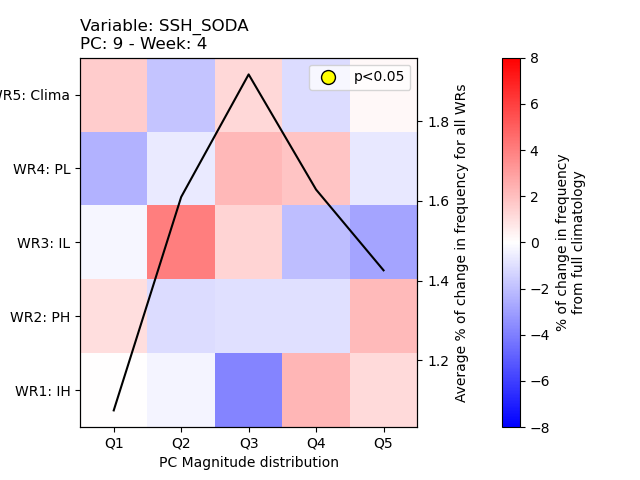 Variable: SSH_SODA
PC: 9 - Week: 4
p<0.05
WR5: Clima
WR4: PL
WR3: IL
WR2: PH
WR1: IH
Q1 Q2 Q3 Q4 Q5
PC Magnitude distribution
1.8
1.6
1.4
1.2
Average % of change in frequency for all WRs
8
6
4
2
0
−2
−4
−6
−8
% of change in frequency
from full climatology